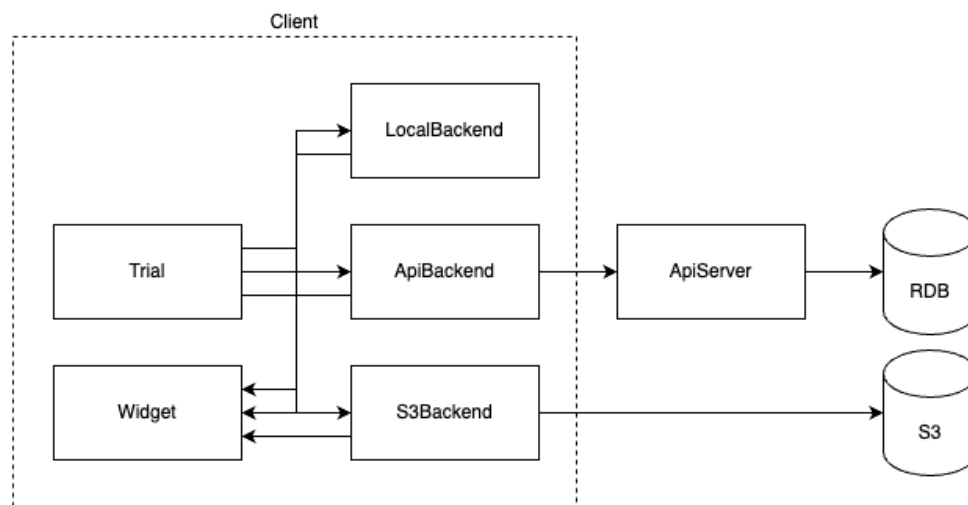 Client
LocalBackend
Trial
ApiBackend
ApiServer
RDB
Widget
S3Backend
S3